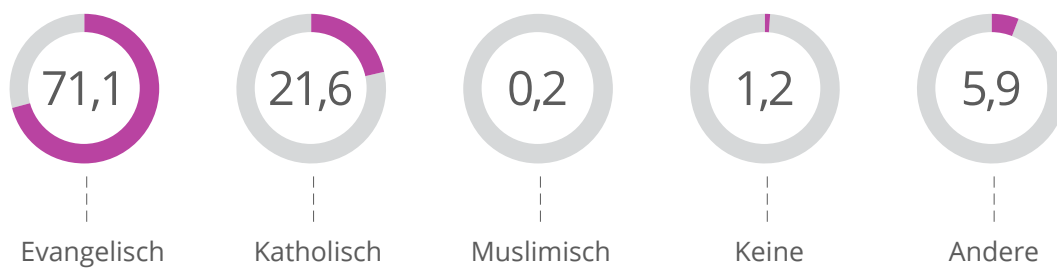 71,1 21,6 0,2 1,2 5,9
Evangelisch Katholisch Muslimisch Keine Andere